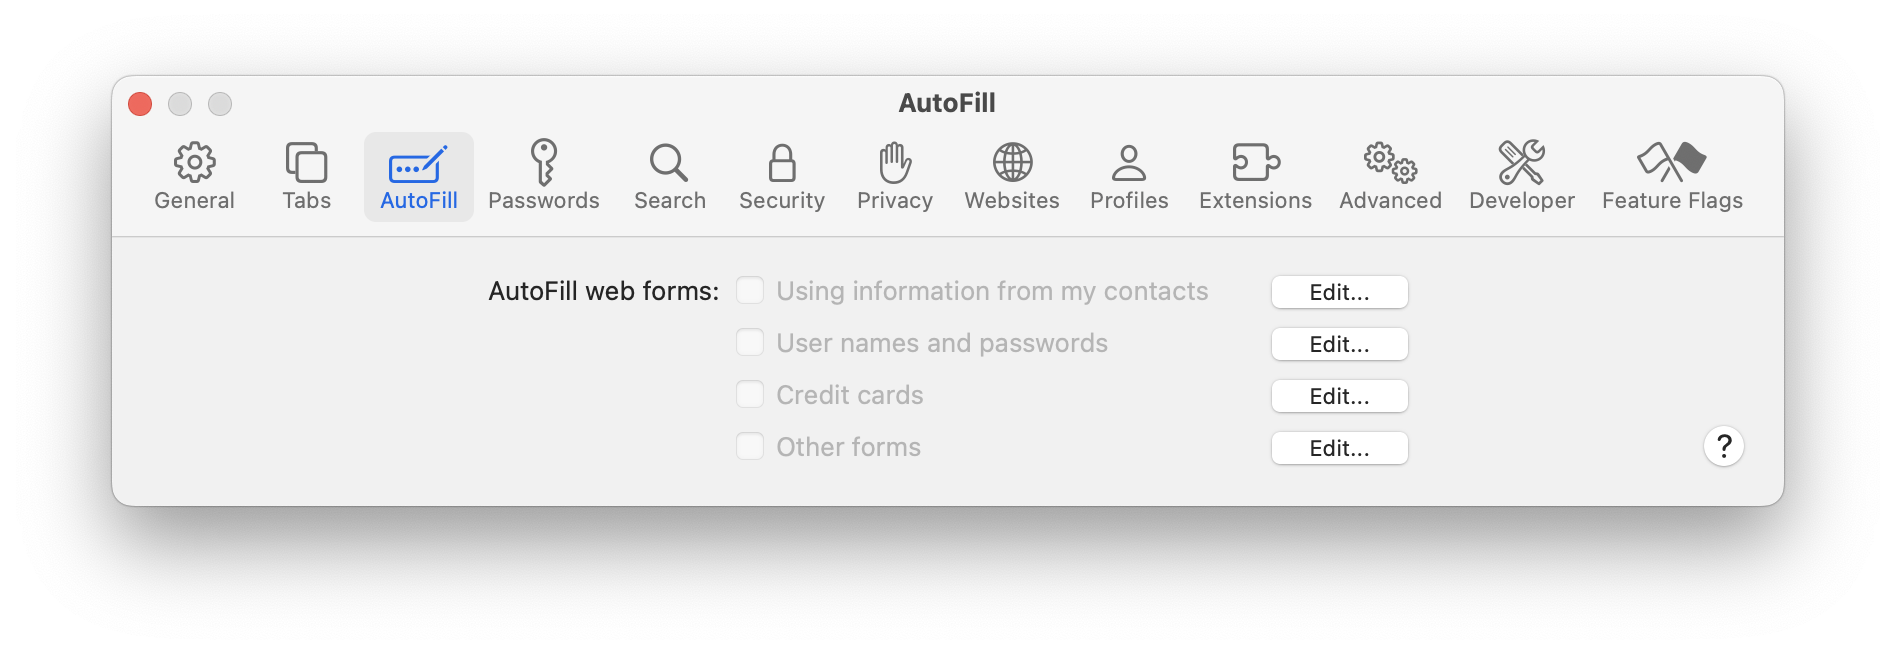 AutoFill
General Tabs AutoFill Passwords Search Security Privacy Websites Profiles Extensions Advanced Developer Feature Flags
AutoFill web forms: Using information from my contacts Edit...
User names and passwords Edit...
Credit cards Edit...
Other forms Edit...
?